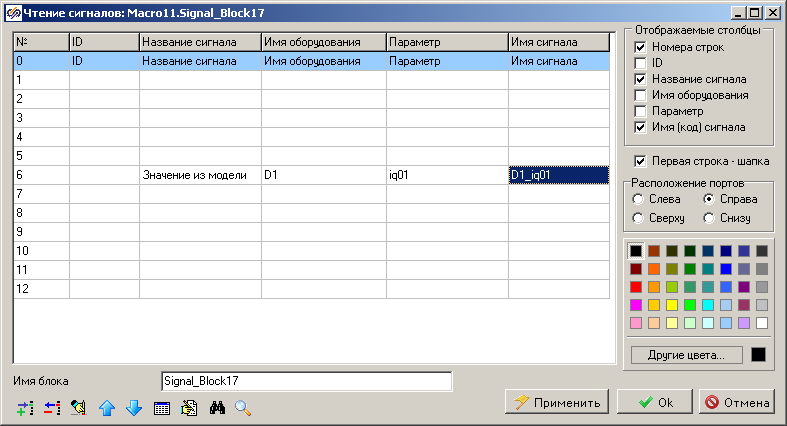 Чтение сигналов: Macro11.Signal_Block17
№ ID Название сигнала Имя оборудования Параметр Имя сигнала
0 ID Название сигнала Имя оборудования Параметр Имя сигнала
1
2
3
4
5
6 Значение из модели D1 iq01 D1_iq01
7
8
9
10
11
12
Отображаемые столбцы
Номера строк
ID
Название сигнала
Имя оборудования
Параметр
Имя (код) сигнала
Первая строка - шапка
Расположение портов
Слева Справа
Сверху Снизу
Другие цвета...
Имя блока Signal_Block17
Применить Ok Отмена